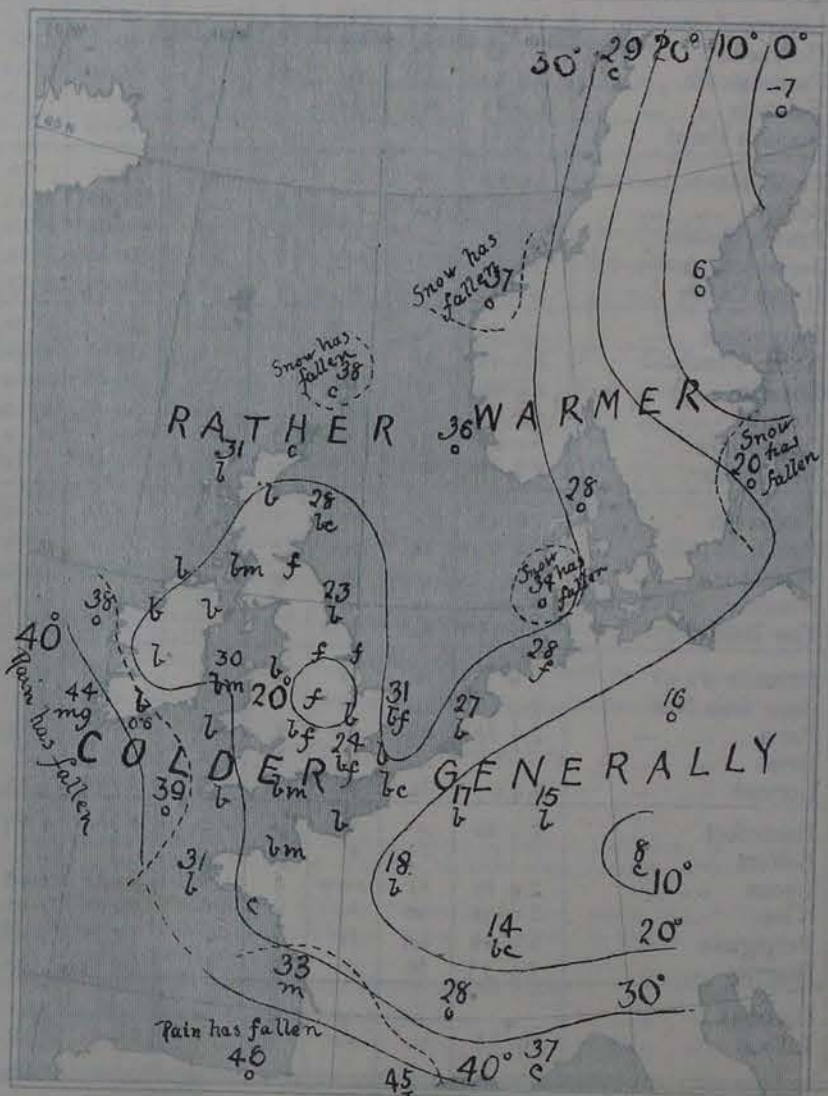 30° 29 20° 10° 0°
c
-7
o
6
o
Snow has
fallen
37
o
Snow has
fallen
38
c
RATHER WARMER
31
b
c
36
o
Snow
has
20
fallen
o
28
o
b
28
bc
b
bm
f
Snow
34 has
fallen
o
23
b
b
b
38
o
40°
b
30
bm
b
f
f
28
f
20°
f
31
bf
27
b
16
o
44
mg
b
b
b
bf
24
bf
b
Rain has fallen
COLDER GENERALLY
39
o
b
bm
bc
17
b
15
b
b
31
b
bm
18
b
8
c
10°
c
14
bc
20°
33
m
28
o
30°
Rain has fallen
46
o
45
40°
37
c